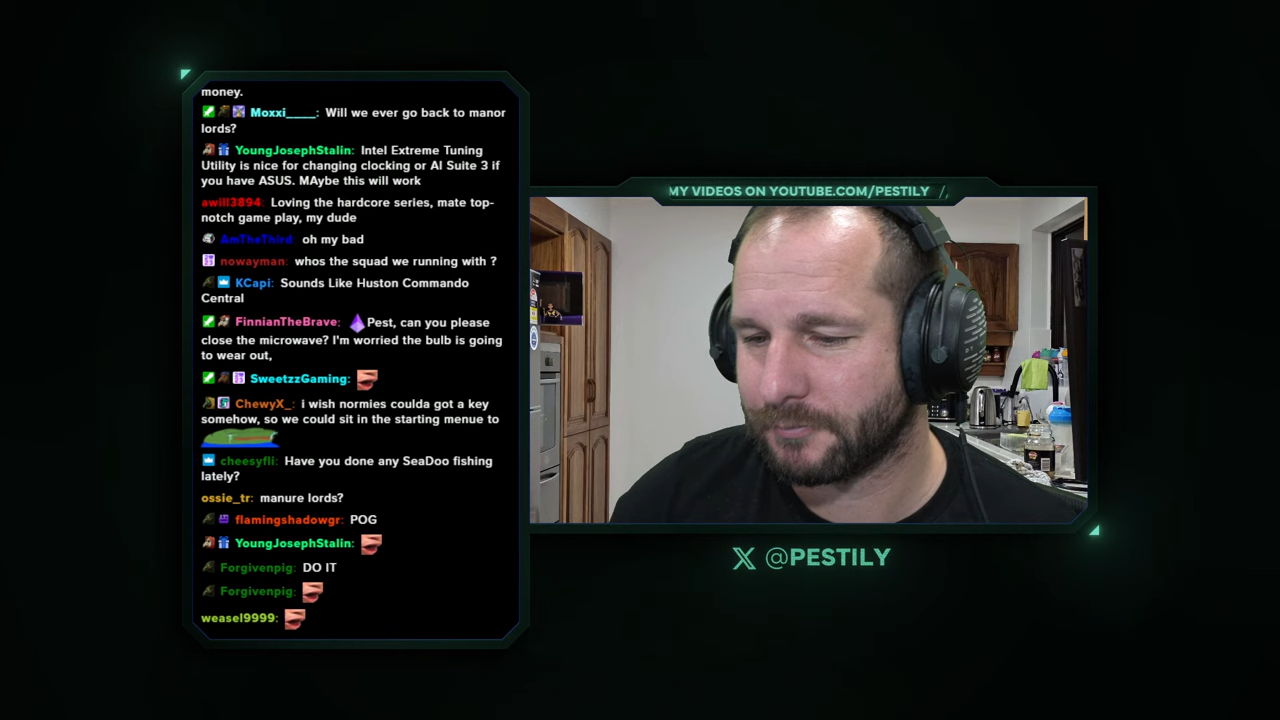 money.
Moxxi____: Will we ever go back to manor
lords?
YoungJosephStalin: Intel Extreme Tuning
Utility is nice for changing clocking or AI Suite 3 if
you have ASUS. MAybe this will work
awill3894: Loving the hardcore series, mate top-
notch game play, my dude
AmTheThird: oh my bad
nowayman: whos the squad we running with ?
KCapi: Sounds Like Huston Commando
Central
FinnianTheBrave: Pest, can you please
close the microwave? I'm worried the bulb is going
to wear out,
SweetzzGaming:
ChewyX_: i wish normies coulda got a key
somehow, so we could sit in the starting menue to
cheesyfli: Have you done any SeaDoo fishing
lately?
ossie_tr: manure lords?
flamingshadowgr: POG
YoungJosephStalin:
Forgivenpig: DO IT
Forgivenpig:
weasel9999:
MY VIDEOS ON YOUTUBE.COM/PESTILY //
X @PESTILY